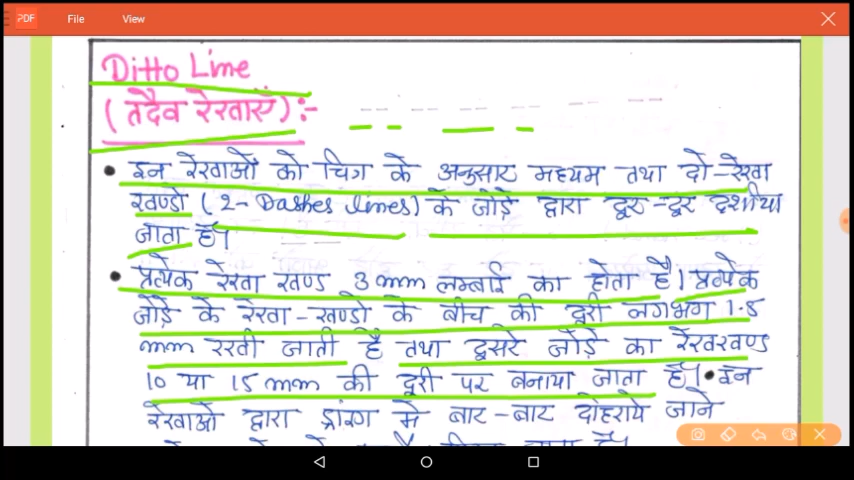 PDF File View
Ditto Line
(तदैव रेखाएं) :-
इन रेखाओं को चित्र के अनुसार मध्यम तथा दो-रेखा
खण्डो (2- Dashes lines) के जोड़े द्वारा दूर-दूर दर्शाया
जाता है।
प्रत्येक रेखा खण्ड 3 mm लम्बाई का होता है। प्रत्येक
जोड़े के रेखा-खण्डो के बीच की दूरी लगभग 1.5
mm रखी जाती है तथा दूसरे जोड़े का रेखाखण्ड
10 या 15 mm की दूरी पर बनाया जाता है। • इन
रेखाओ द्वारा ड्रांइग में बार-बार दोहराये जाने